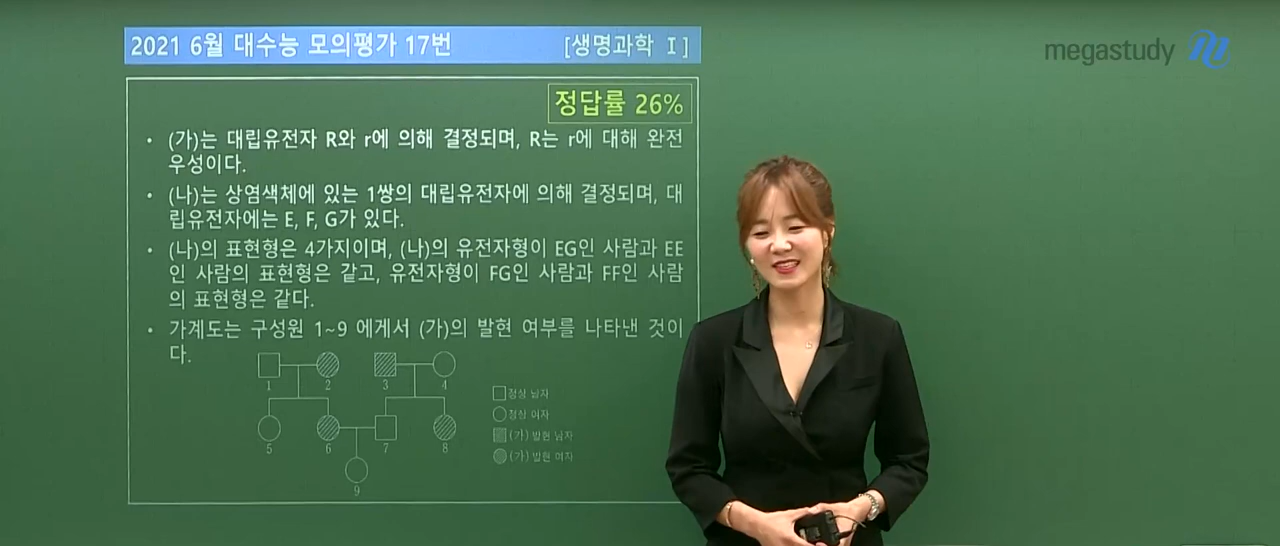 2021 6월 대수능 모의평가 17번 [생명과학 Ⅰ]
megastudy
정답률 26%
• (가)는 대립유전자 R와 r에 의해 결정되며, R는 r에 대해 완전
우성이다.
• (나)는 상염색체에 있는 1쌍의 대립유전자에 의해 결정되며, 대
립유전자에는 E, F, G가 있다.
• (나)의 표현형은 4가지이며, (나)의 유전자형이 EG인 사람과 EE
인 사람의 표현형은 같고, 유전자형이 FG인 사람과 FF인 사람
의 표현형은 같다.
• 가계도는 구성원 1~9 에게서 (가)의 발현 여부를 나타낸 것이
다.
1 2 3 4
정상 남자
정상 여자
(가) 발현 남자
(가) 발현 여자
5 6 7 8
9